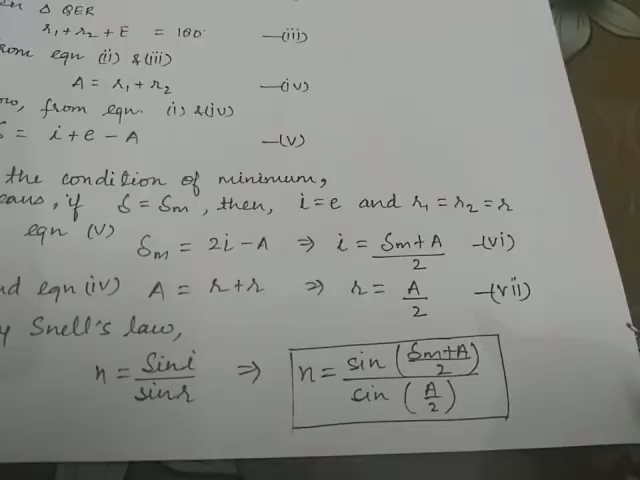 In △ QER
r₁ + r₂ + E = 180° —(iii)
from eqn (ii) & (iii)
A = r₁ + r₂ —(iv)
from eqn. (i) & (iv)
δ = i + e − A —(v)
the condition of minimum,
if δ = δm, then, i = e and r₁ = r₂ = r
eqn (v) δm = 2i − A ⇒ i = (δm + A)/2 —(vi)
and eqn (iv) A = r + r ⇒ r = A/2 —(vii)
Snell's law,
n = Sin i / sin r ⇒ n = sin ((δm + A)/2) / sin (A/2)